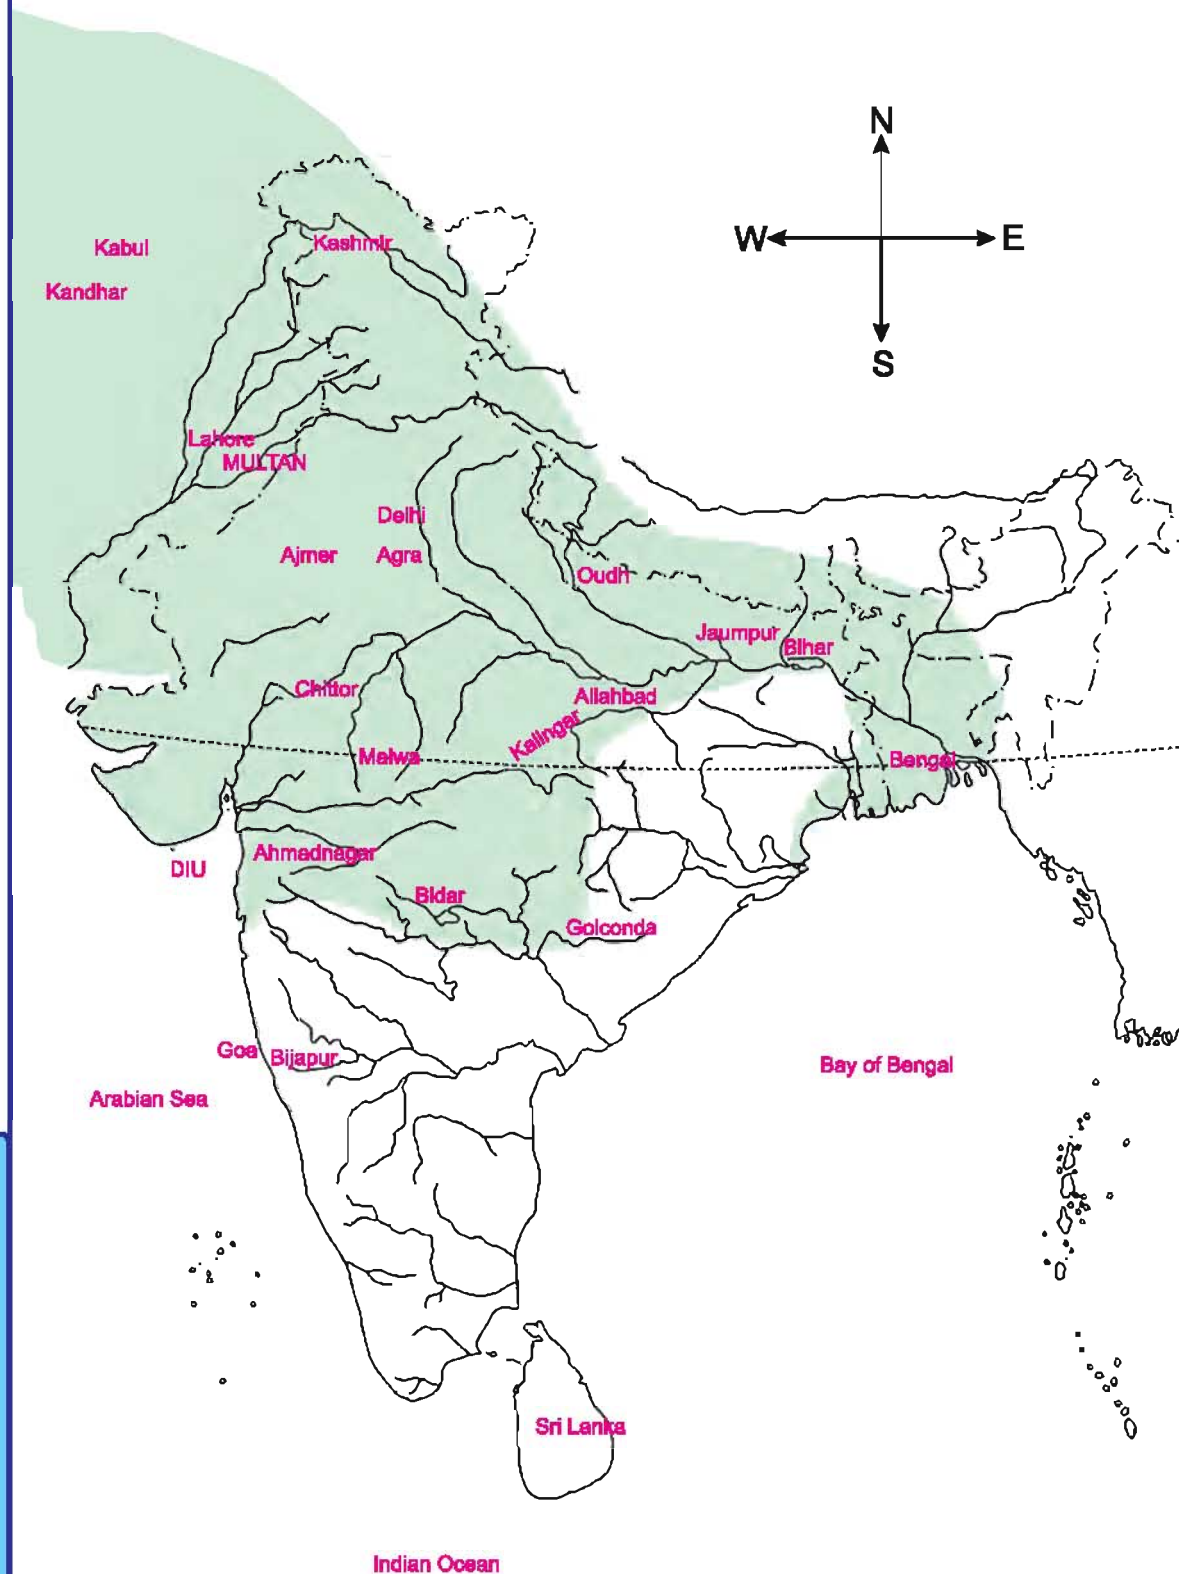 N
W E
S
Kashmir
Kabul
Kandhar
Lahore
MULTAN
Delhi
Ajmer Agra
Oudh
Jaumpur
Bihar
Chittor
Allahbad
Kalingar
Malwa
Bengal
Ahmadnagar
DIU
Bidar
Golconda
Goa
Bijapur
Bay of Bengal
Arabian Sea
Sri Lanka
Indian Ocean